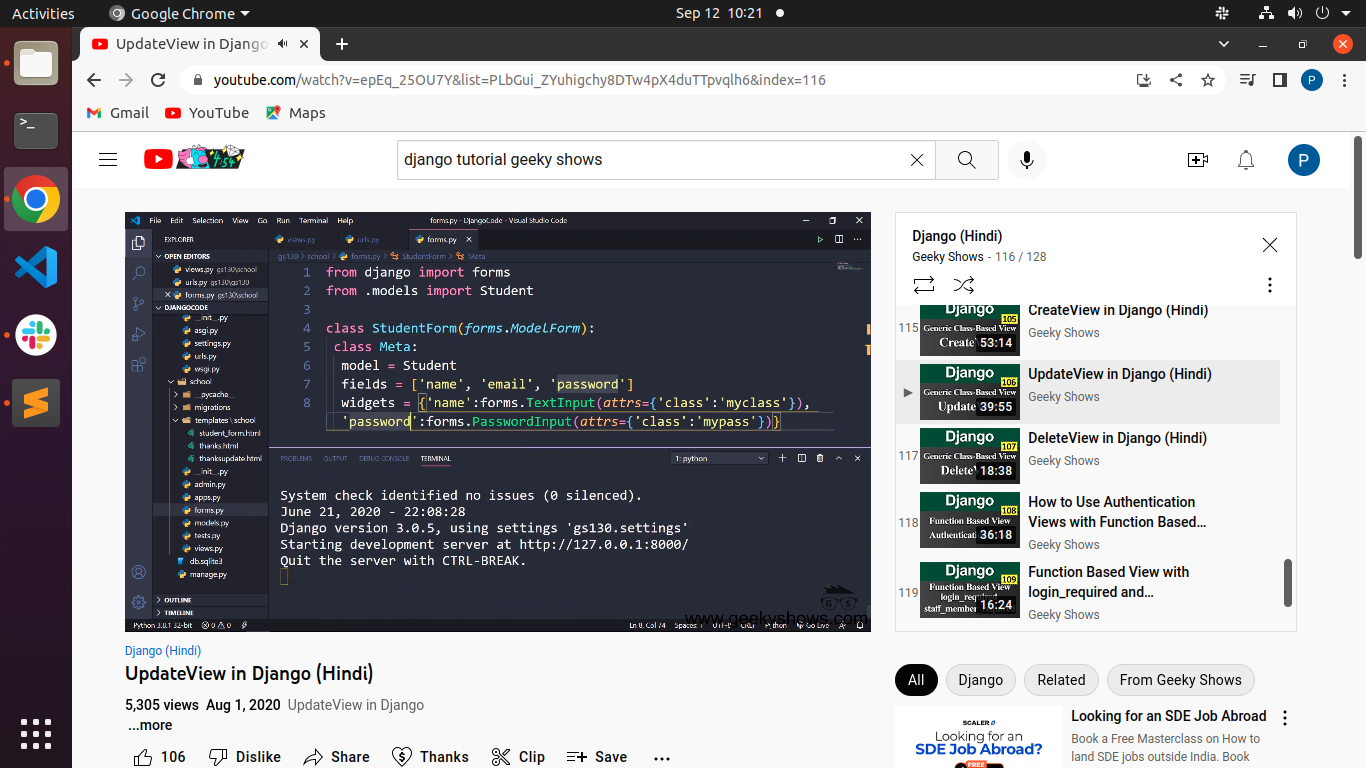 Activities
Google Chrome
Sep 12 10:21
UpdateView in Django
youtube.com/watch?v=epEq_25OU7Y&list=PLbGui_ZYuhigchy8DTw4pX4duTTpvqlh6&index=116
P
Gmail
YouTube
Maps
4:54
django tutorial geeky shows
P
File Edit Selection View Go Run Terminal Help
forms.py - DjangoCode - Visual Studio Code
EXPLORER
OPEN EDITORS
views.py gs130\school
urls.py gs130\gs130
forms.py gs130\school
DJANGOCODE
__init__.py
asgi.py
settings.py
urls.py
wsgi.py
school
__pycache__
migrations
templates \ school
student_form.html
thanks.html
thanksupdate.html
__init__.py
admin.py
apps.py
forms.py
models.py
tests.py
views.py
db.sqlite3
manage.py
OUTLINE
TIMELINE
views.py
urls.py
forms.py
gs130 > school > forms.py > StudentForm > Meta
1 from django import forms
2 from .models import Student
3
4 class StudentForm(forms.ModelForm):
5 class Meta:
6 model = Student
7 fields = ['name', 'email', 'password']
8 widgets = {'name':forms.TextInput(attrs={'class':'myclass'}),
'password':forms.PasswordInput(attrs={'class':'mypass'})}
PROBLEMS OUTPUT DEBUG CONSOLE TERMINAL
1: python
System check identified no issues (0 silenced).
June 21, 2020 - 22:08:28
Django version 3.0.5, using settings 'gs130.settings'
Starting development server at http://127.0.0.1:8000/
Quit the server with CTRL-BREAK.
www.geekyshows.com
Python 3.8.1 32-bit
0 0
Ln 8, Col 74
UTF-8
CRLF
Python
Go Live
Django (Hindi)
UpdateView in Django (Hindi)
5,305 views Aug 1, 2020 UpdateView in Django
...more
106
Dislike
Share
Thanks
Clip
Save
Django (Hindi)
Geeky Shows - 116 / 128
115
Django
105
Generic Class-Based View
53:14
CreateView in Django (Hindi)
Geeky Shows
Django
106
Generic Class-Based View
Update
39:55
UpdateView in Django (Hindi)
Geeky Shows
117
Django
107
Generic Class-Based View
18:38
DeleteView in Django (Hindi)
Geeky Shows
118
Django
108
Function Based View
36:18
How to Use Authentication
Views with Function Based...
Geeky Shows
119
Django
109
Function Based View
login_required
16:24
Function Based View with
login_required and...
Geeky Shows
All
Django
Related
From Geeky Shows
SCALER
Looking for an
SDE Job Abroad?
FREE
Looking for an SDE Job Abroad
Book a Free Masterclass on How to
land SDE jobs outside India. Book